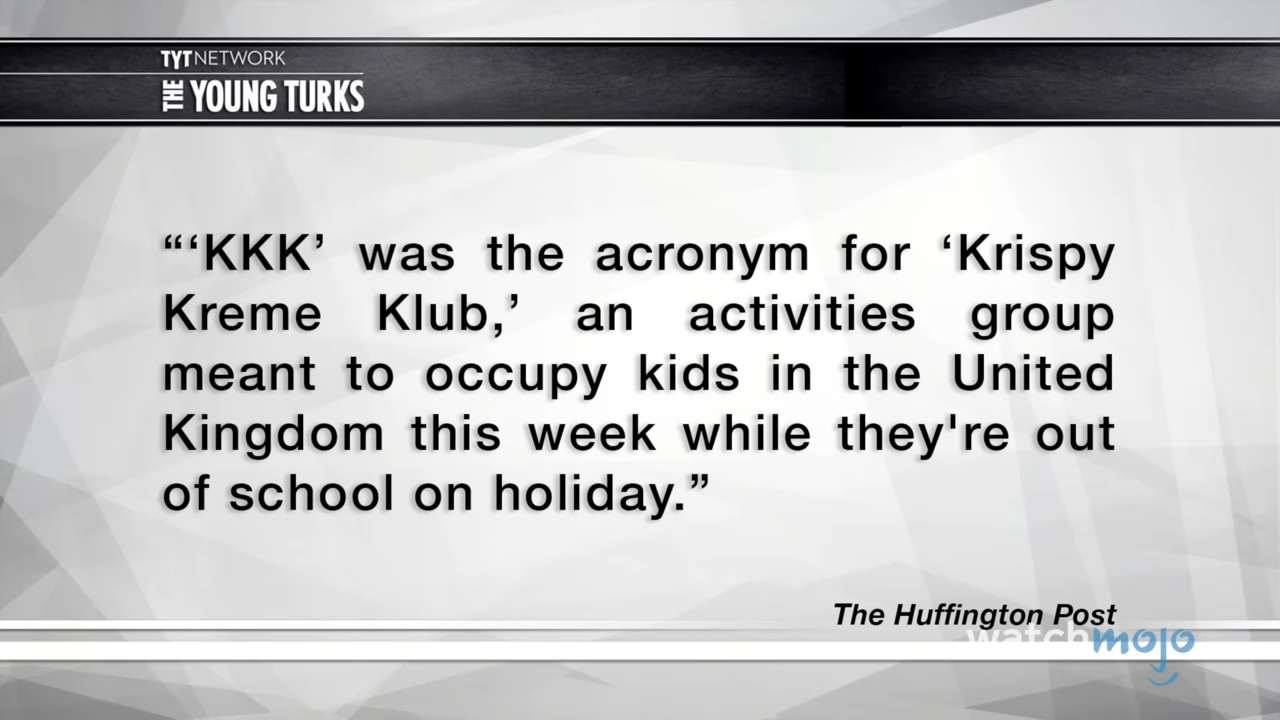 TYT NETWORK
THE YOUNG TURKS
“‘KKK’ was the acronym for ‘Krispy
Kreme Klub,’ an activities group
meant to occupy kids in the United
Kingdom this week while they're out
of school on holiday.”
The Huffington Post
watchmojo